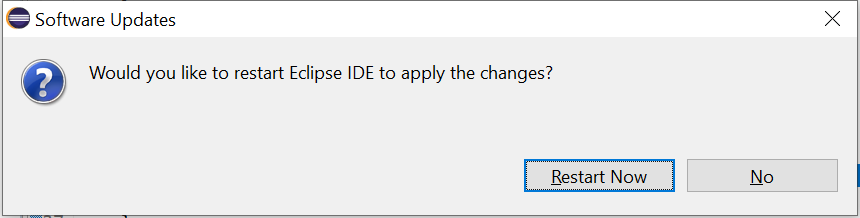 Software Updates
Would you like to restart Eclipse IDE to apply the changes?
Restart Now
No